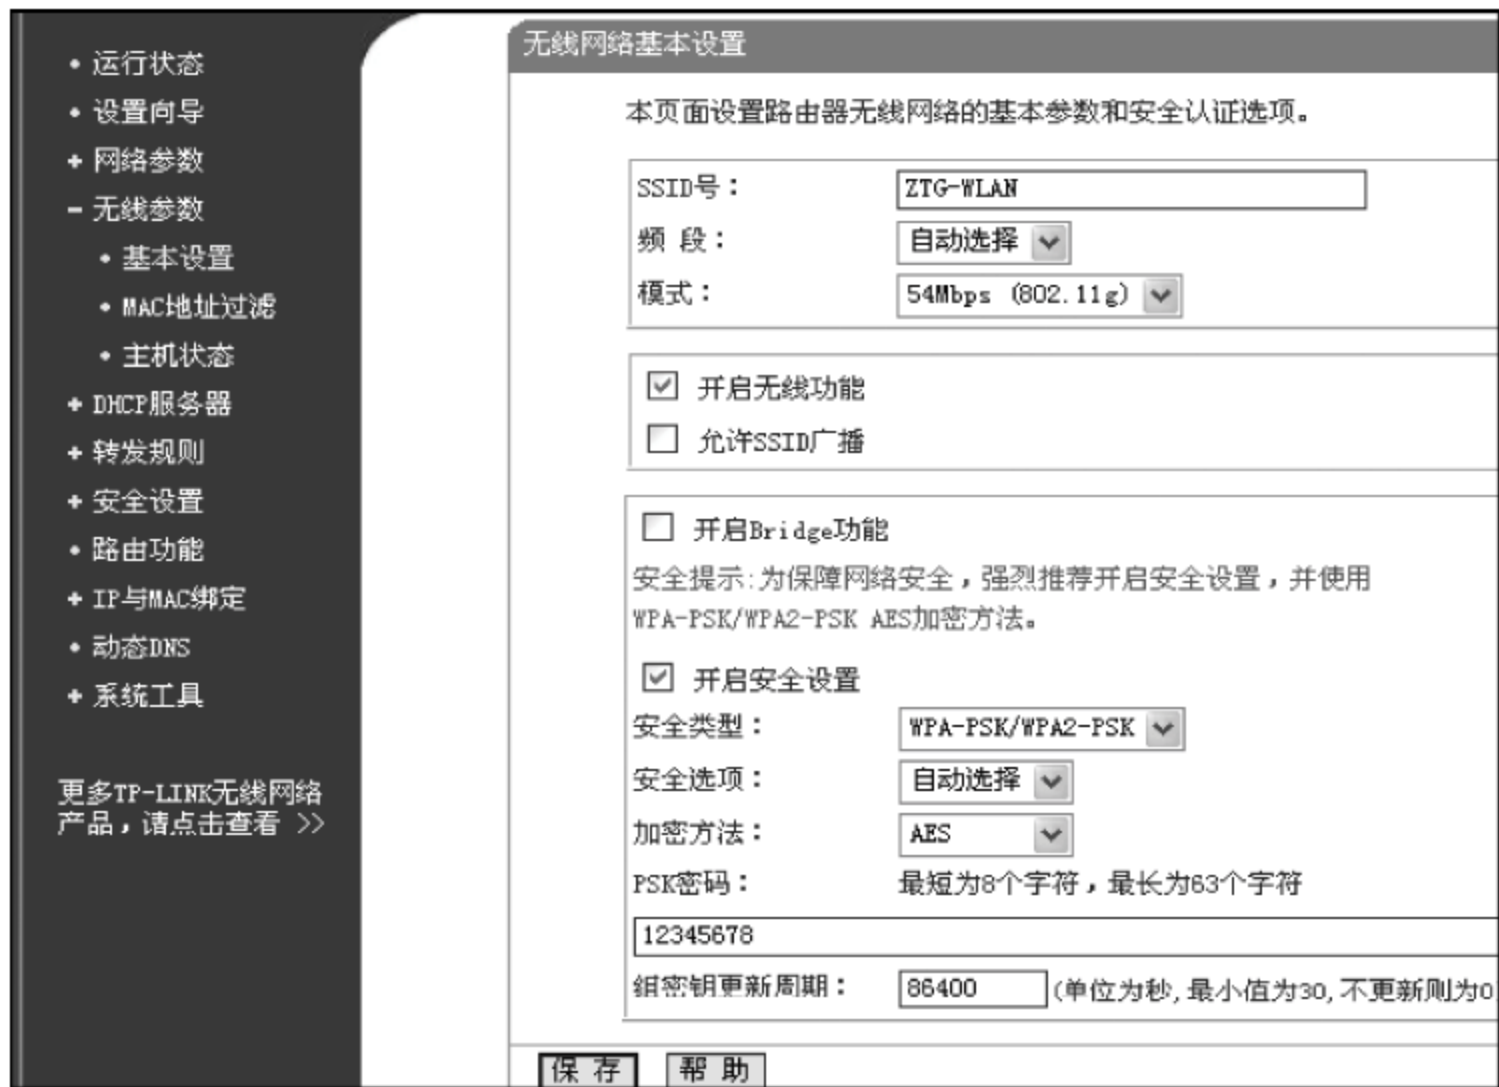 运行状态
设置向导
网络参数
无线参数
基本设置
MAC地址过滤
主机状态
DHCP服务器
转发规则
安全设置
路由功能
IP与MAC绑定
动态DNS
系统工具
更多TP-LINK无线网络
产品，请点击查看 >>
无线网络基本设置
本页面设置路由器无线网络的基本参数和安全认证选项。
SSID号： ZTG-WLAN
频 段： 自动选择
模式： 54Mbps (802.11g)
开启无线功能
允许SSID广播
开启Bridge功能
安全提示:为保障网络安全，强烈推荐开启安全设置，并使用
WPA-PSK/WPA2-PSK AES加密方法。
开启安全设置
安全类型： WPA-PSK/WPA2-PSK
安全选项： 自动选择
加密方法： AES
PSK密码： 最短为8个字符，最长为63个字符
12345678
组密钥更新周期： 86400 (单位为秒,最小值为30,不更新则为0
保 存 帮 助